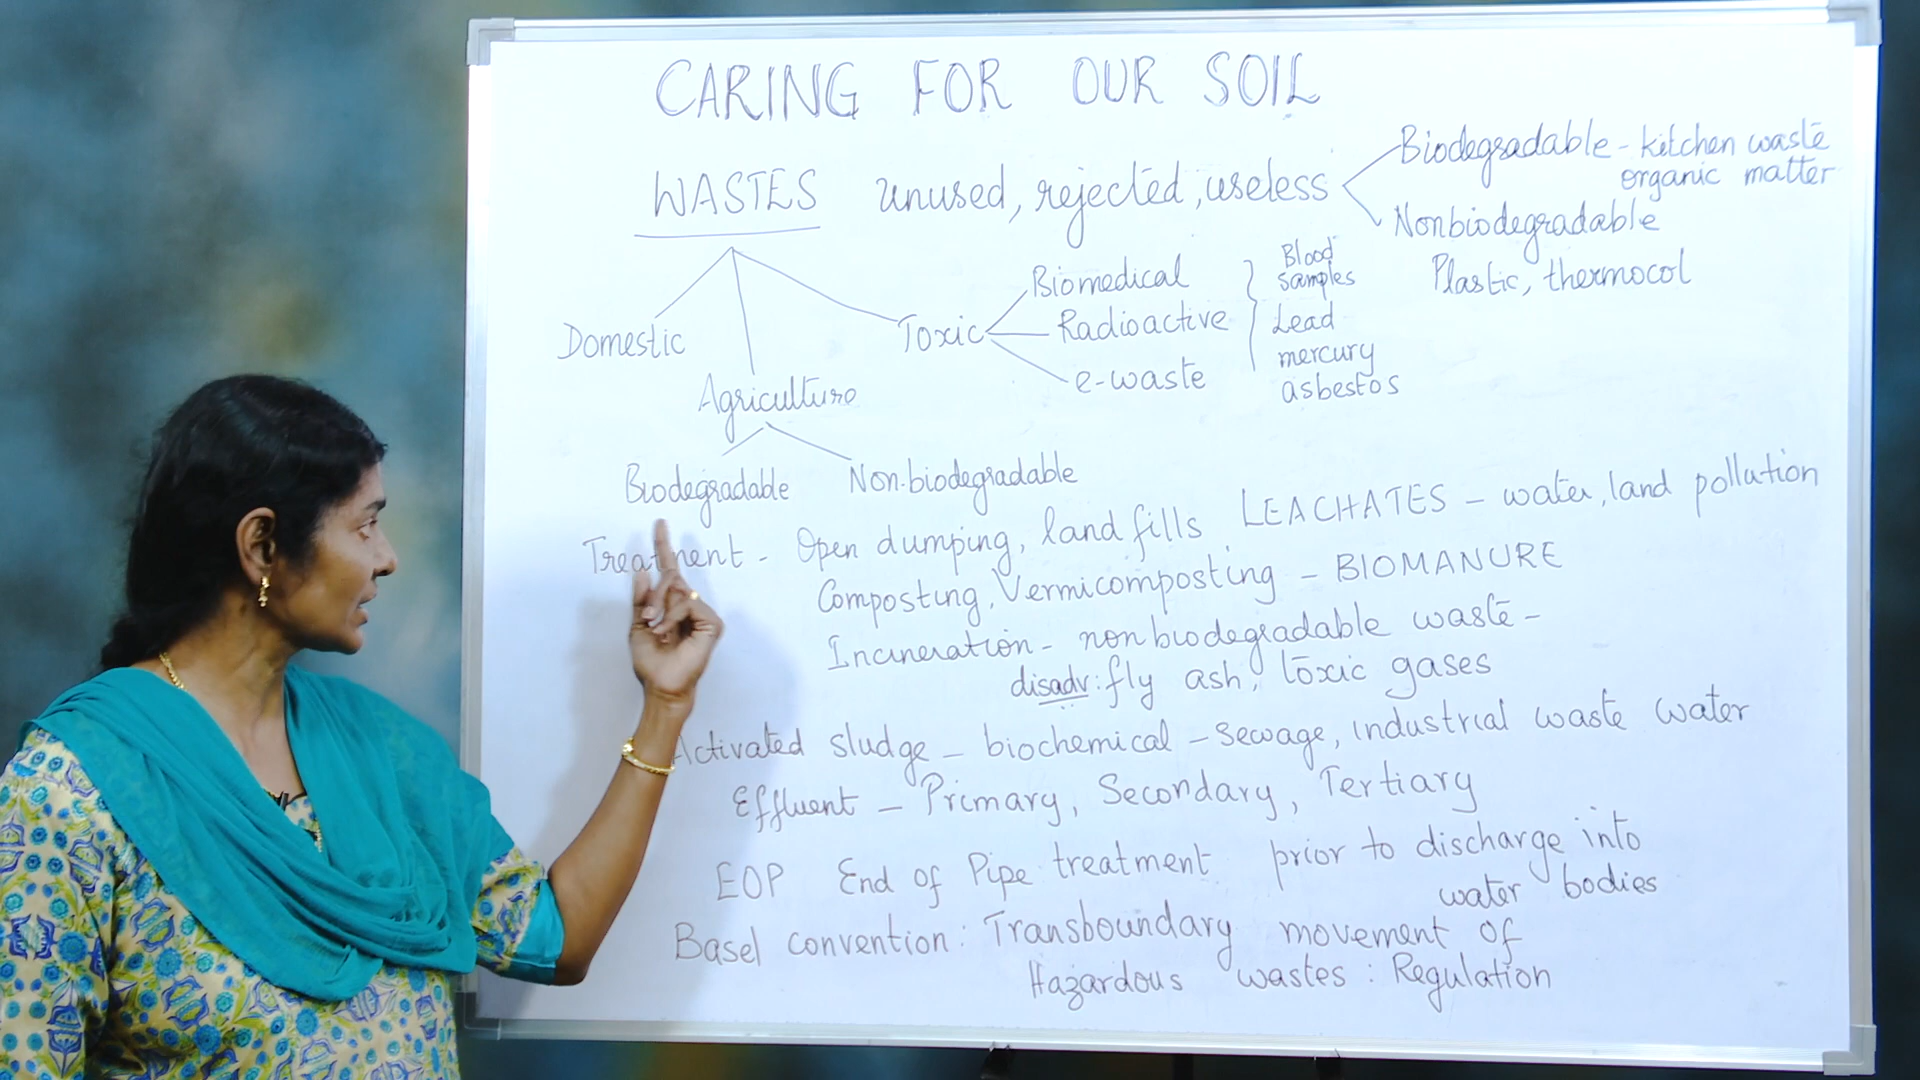 CARING FOR OUR SOIL
WASTES unused, rejected, useless
Biodegradable - kitchen waste
organic matter
Nonbiodegradable
Plastic, thermocol
Domestic
Agriculture
Toxic
Biomedical
Radioactive
e-waste
Blood
samples
Lead
mercury
asbestos
Biodegradable Non-biodegradable
Treatment - Open dumping, land fills LEACHATES - water, land pollution
Composting, Vermicomposting - BIOMANURE
Incineration - nonbiodegradable waste -
disadv: fly ash, toxic gases
Activated sludge - biochemical - sewage, industrial waste water
Effluent - Primary, Secondary, Tertiary
EOP End of Pipe treatment prior to discharge into
water bodies
Basel convention: Transboundary movement of
Hazardous wastes: Regulation